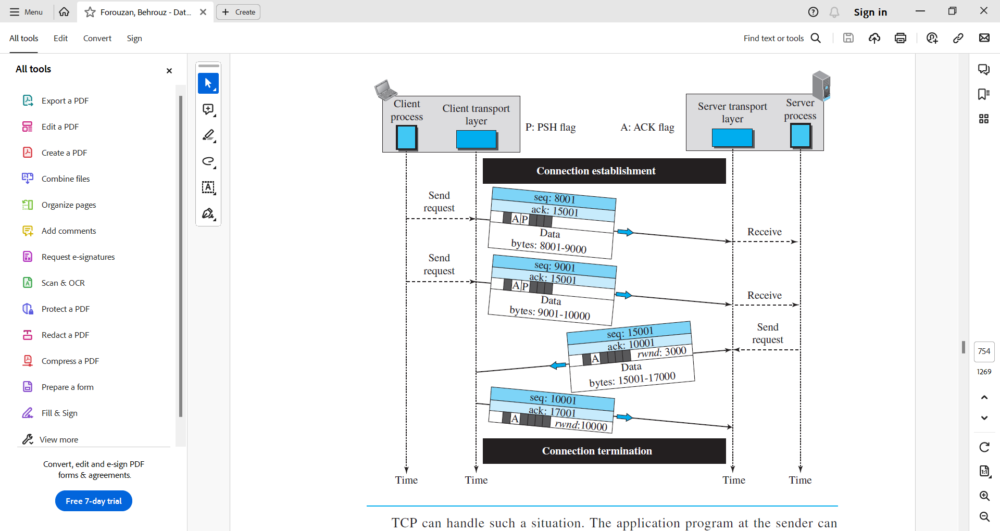 Menu
Forouzan, Behrouz - Dat...
Create
Sign in
All tools
Edit
Convert
Sign
Find text or tools
All tools
Export a PDF
Edit a PDF
Create a PDF
Combine files
Organize pages
Add comments
Request e-signatures
Scan & OCR
Protect a PDF
Redact a PDF
Compress a PDF
Prepare a form
Fill & Sign
View more
Convert, edit and e-sign PDF
forms & agreements.
Free 7-day trial
Client
process
Client transport
layer
P: PSH flag
A: ACK flag
Server transport
layer
Server
process
Connection establishment
Send
request
seq: 8001
ack: 15001
A P
Data
bytes: 8001-9000
Receive
Send
request
seq: 9001
ack: 15001
A P
Data
bytes: 9001-10000
Receive
Send
request
seq: 15001
ack: 10001
A
rwnd: 3000
Data
bytes: 15001-17000
seq: 10001
ack: 17001
A
rwnd:10000
Connection termination
Time
Time
Time
Time
TCP can handle such a situation. The application program at the sender can
754
1269
1:1